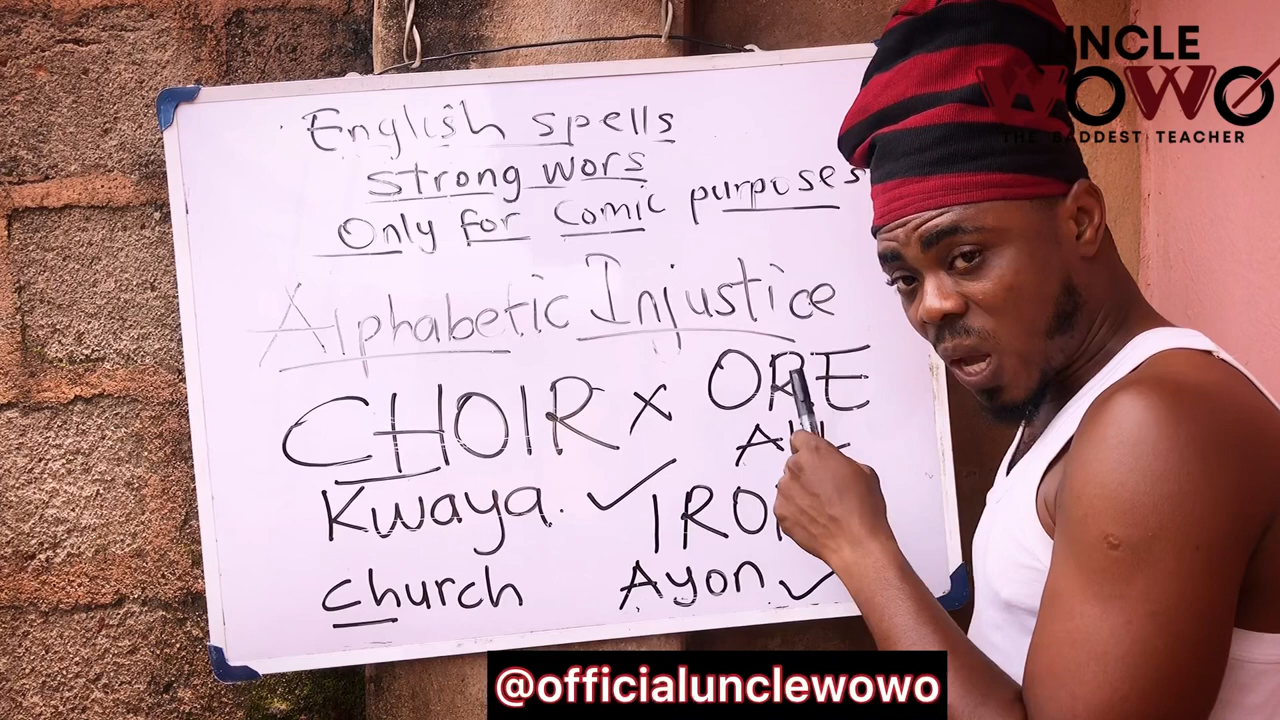 English spells
strong wors
Only for comic purposes
Alphabetic Injustice
CHOIR x ORE
Kwaya. ✓
church
Ayon ✓
UNCLE
WOWO
THE BADDEST TEACHER
@officialunclewowo